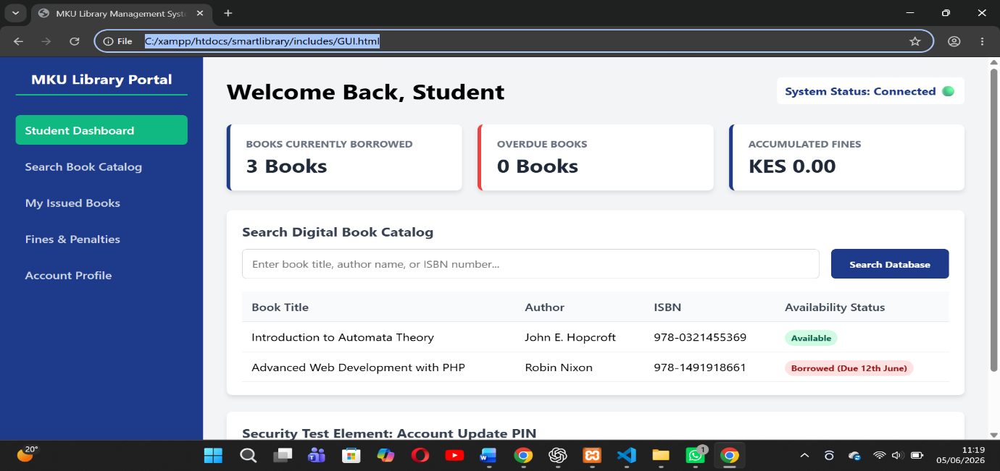 MKU Library Management Syst
File
C:/xampp/htdocs/smartlibrary/includes/GUI.html
MKU Library Portal
Student Dashboard
Search Book Catalog
My Issued Books
Fines & Penalties
Account Profile
Welcome Back, Student
System Status: Connected
BOOKS CURRENTLY BORROWED
3 Books
OVERDUE BOOKS
0 Books
ACCUMULATED FINES
KES 0.00
Search Digital Book Catalog
Enter book title, author name, or ISBN number...
Search Database
Book Title Author ISBN Availability Status
Introduction to Automata Theory John E. Hopcroft 978-0321455369 Available
Advanced Web Development with PHP Robin Nixon 978-1491918661 Borrowed (Due 12th June)
Security Test Element: Account Update PIN
20°
1
11:19
05/06/2026